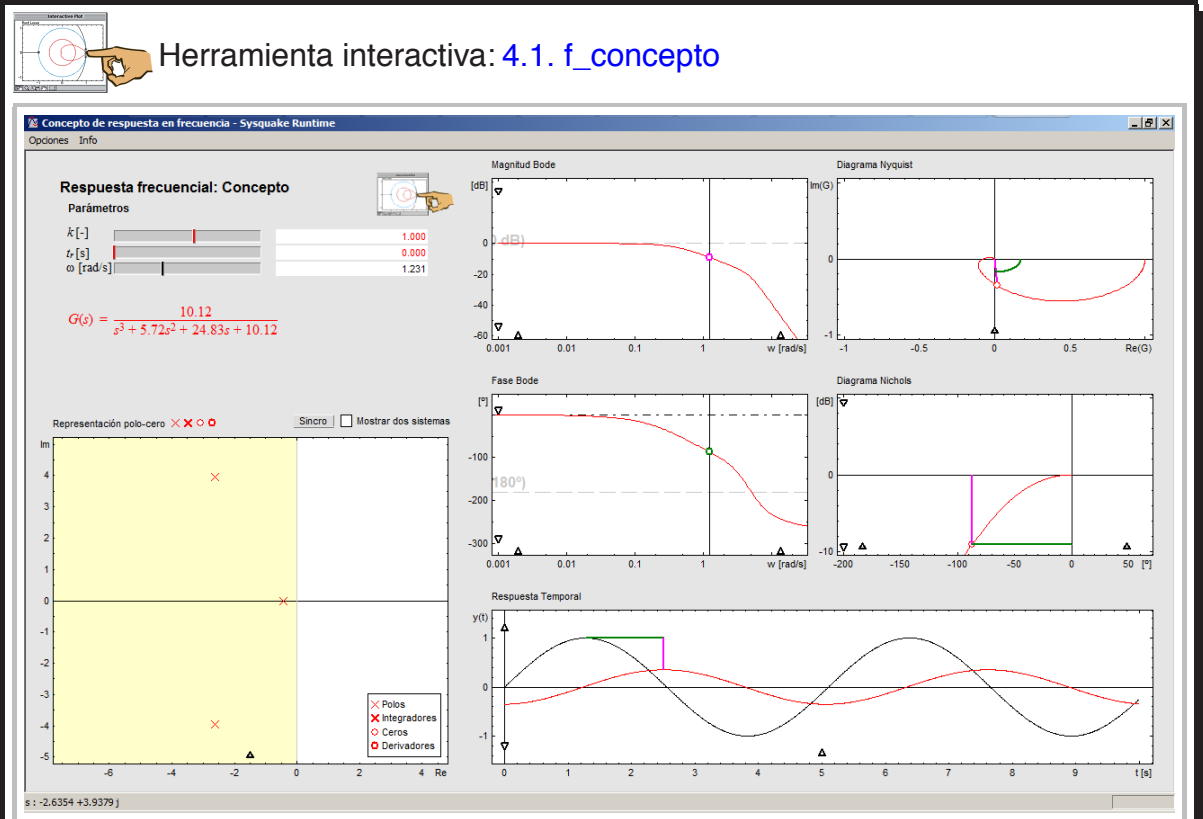 Herramienta interactiva: 4.1. f_concepto
Concepto de respuesta en frecuencia - Sysquake Runtime
Opciones Info
Respuesta frecuencial: Concepto
Parámetros
k [-] 1.000
tr [s] 0.000
ω [rad/s] 1.231
G(s) = 10.12 / s³ + 5.72s² + 24.83s + 10.12
Representación polo-cero
Sincro Mostrar dos sistemas
Im
4
3
2
1
0
-1
-2
-3
-4
-5
-6 -4 -2 0 2 4 Re
Polos
Integradores
Ceros
Derivadores
Magnitud Bode
[dB]
0 dB)
0
-20
-40
-60
0.001 0.01 0.1 1 w [rad/s]
Diagrama Nyquist
Im(G)
0
-1
-1 -0.5 0 0.5 Re(G)
Fase Bode
[º]
-100
180º)
-200
-300
0.001 0.01 0.1 1 w [rad/s]
Diagrama Nichols
[dB]
0
-10
-200 -150 -100 -50 0 50 [º]
Respuesta Temporal
y(t)
1
0
-1
0 1 2 3 4 5 6 7 8 9 t [s]
s : -2.6354 +3.9379 j